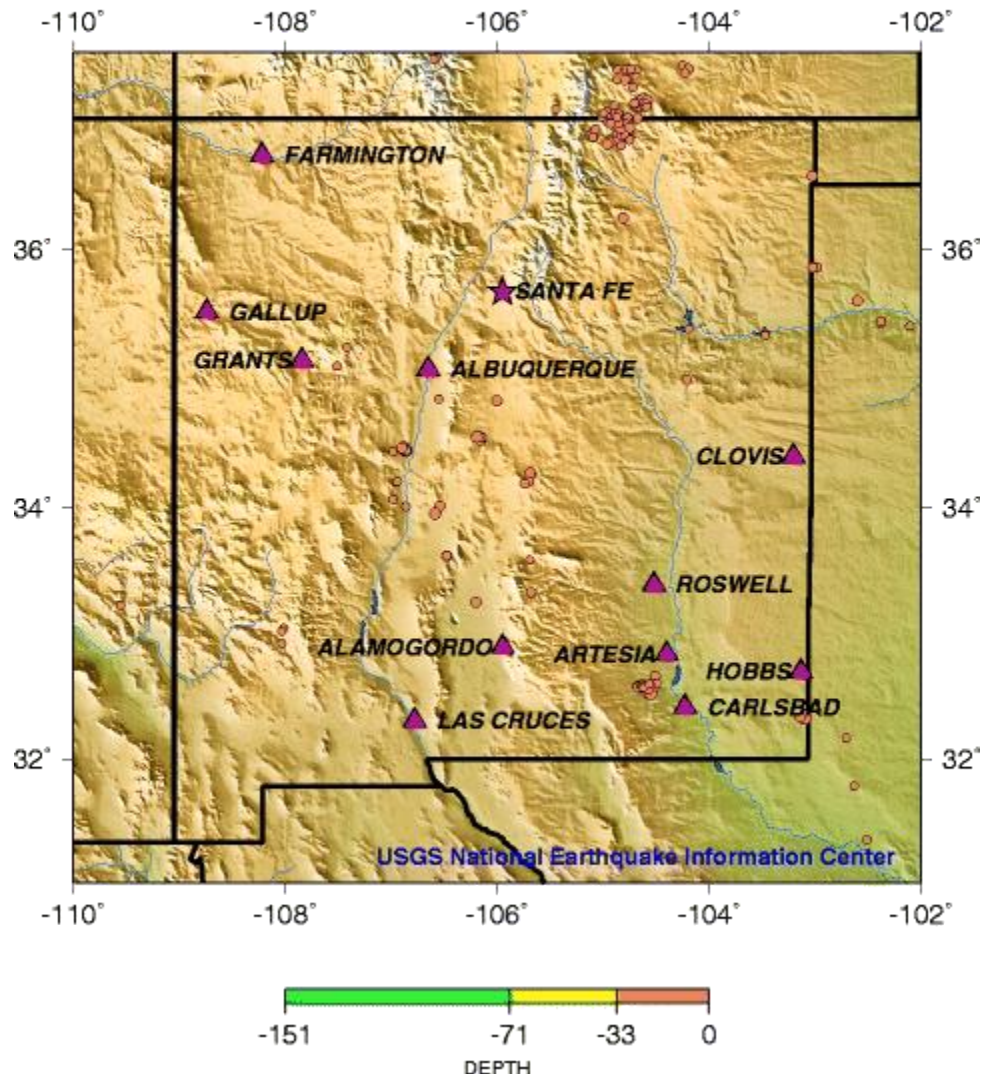 -110° -108° -106° -104° -102°
FARMINGTON
36° 36°
SANTA FE
GALLUP
GRANTS
ALBUQUERQUE
CLOVIS
34° 34°
ROSWELL
ALAMOGORDO
ARTESIA
HOBBS
CARLSBAD
LAS CRUCES
32° 32°
USGS National Earthquake Information Center
-110° -108° -106° -104° -102°
-151 -71 -33 0
DEPTH